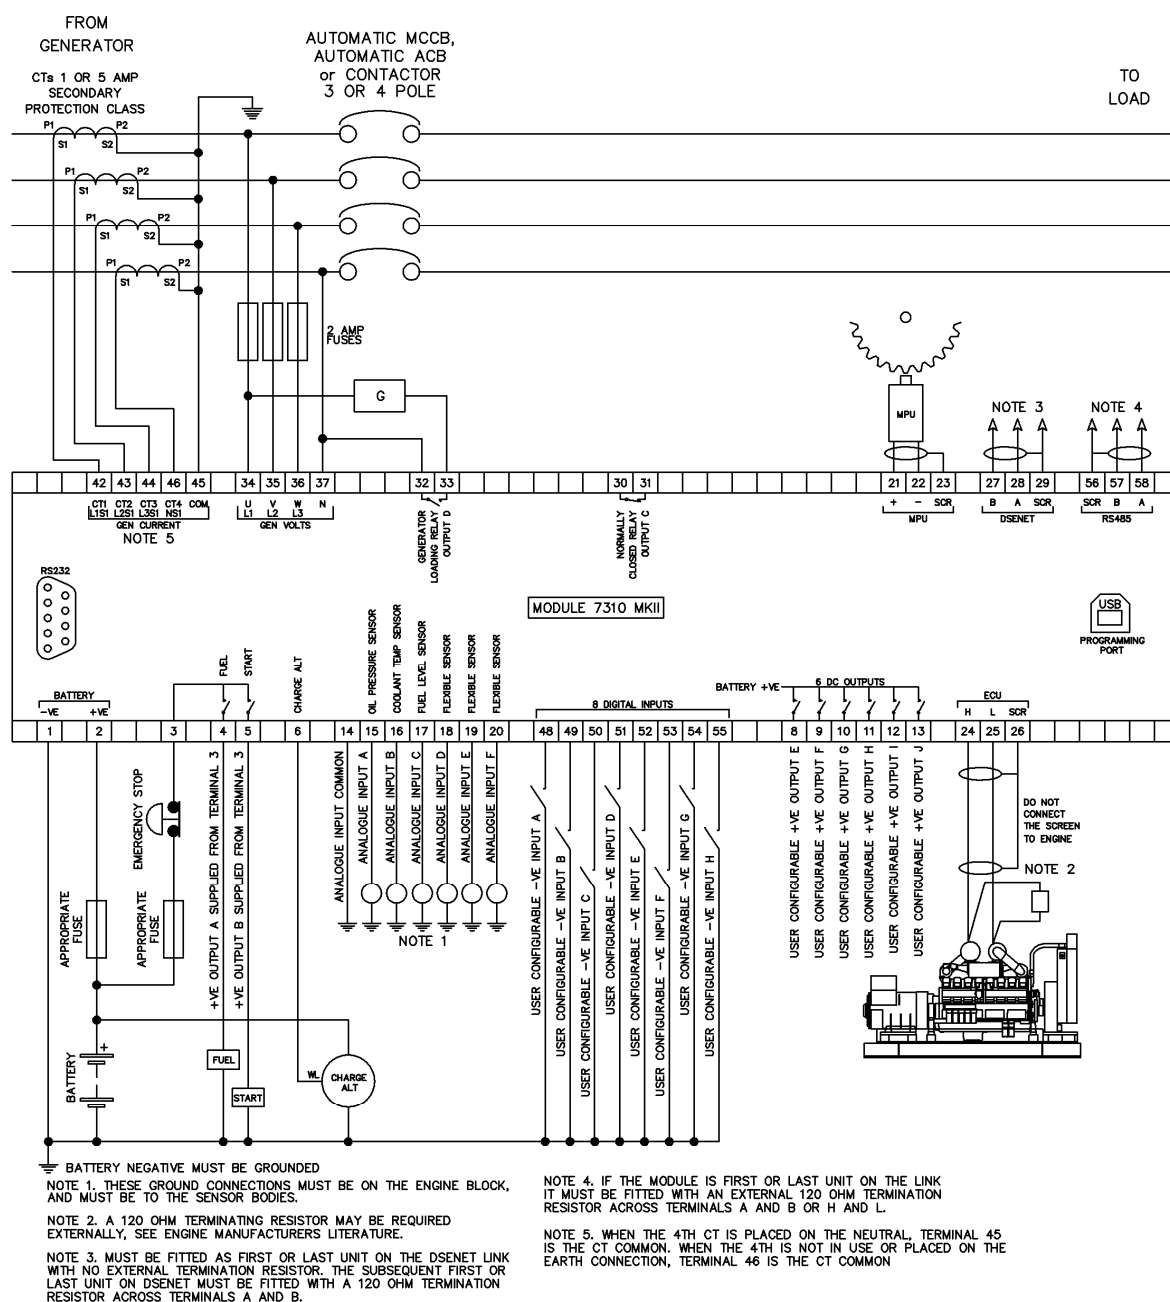 FROM
GENERATOR
CTs 1 OR 5 AMP
SECONDARY
PROTECTION CLASS
AUTOMATIC MCCB,
AUTOMATIC ACB
or CONTACTOR
3 OR 4 POLE
TO
LOAD
P1 P2
S1 S2
P1 P2
S1 S2
P1 P2
S1 S2
P1 P2
S1 S2
2 AMP
FUSES
G
MPU
NOTE 3
NOTE 4
42 43 44 46 45 34 35 36 37 32 33 30 31 21 22 23 27 28 29 56 57 58
CT1 CT2 CT3 CT4 COM
L1S1 L2S1 L3S1 NS1
GEN CURRENT
NOTE 5
U V W N
L1 L2 L3
GEN VOLTS
GENERATOR
LOADING RELAY
OUTPUT D
NORMALLY
CLOSED RELAY
OUTPUT C
+ − SCR
MPU
B A SCR
DSENET
SCR B A
RS485
RS232
MODULE 7310 MKII
USB
PROGRAMMING
PORT
FUEL
START
CHARGE ALT
OIL PRESSURE SENSOR
COOLANT TEMP SENSOR
FUEL LEVEL SENSOR
FLEXIBLE SENSOR
FLEXIBLE SENSOR
FLEXIBLE SENSOR
BATTERY
−VE +VE
8 DIGITAL INPUTS
BATTERY +VE
6 DC OUTPUTS
ECU
H L SCR
1 2 3 4 5 6 14 15 16 17 18 19 20 48 49 50 51 52 53 54 55 8 9 10 11 12 13 24 25 26
EMERGENCY STOP
APPROPRIATE
FUSE
APPROPRIATE
FUSE
+VE OUTPUT A SUPPLIED FROM TERMINAL 3
+VE OUTPUT B SUPPLIED FROM TERMINAL 3
ANALOGUE INPUT COMMON
ANALOGUE INPUT A
ANALOGUE INPUT B
ANALOGUE INPUT C
ANALOGUE INPUT D
ANALOGUE INPUT E
ANALOGUE INPUT F
NOTE 1
USER CONFIGURABLE −VE INPUT A
USER CONFIGURABLE −VE INPUT B
USER CONFIGURABLE −VE INPUT C
USER CONFIGURABLE −VE INPUT D
USER CONFIGURABLE −VE INPUT E
USER CONFIGURABLE −VE INPUT F
USER CONFIGURABLE −VE INPUT G
USER CONFIGURABLE −VE INPUT H
USER CONFIGURABLE +VE OUTPUT E
USER CONFIGURABLE +VE OUTPUT F
USER CONFIGURABLE +VE OUTPUT G
USER CONFIGURABLE +VE OUTPUT H
USER CONFIGURABLE +VE OUTPUT I
USER CONFIGURABLE +VE OUTPUT J
DO NOT
CONNECT
THE SCREEN
TO ENGINE
NOTE 2
BATTERY
+
FUEL
START
WL
CHARGE
ALT
BATTERY NEGATIVE MUST BE GROUNDED
NOTE 1. THESE GROUND CONNECTIONS MUST BE ON THE ENGINE BLOCK,
AND MUST BE TO THE SENSOR BODIES.
NOTE 2. A 120 OHM TERMINATING RESISTOR MAY BE REQUIRED
EXTERNALLY, SEE ENGINE MANUFACTURERS LITERATURE.
NOTE 3. MUST BE FITTED AS FIRST OR LAST UNIT ON THE DSENET LINK
WITH NO EXTERNAL TERMINATION RESISTOR. THE SUBSEQUENT FIRST OR
LAST UNIT ON DSENET MUST BE FITTED WITH A 120 OHM TERMINATION
RESISTOR ACROSS TERMINALS A AND B.
NOTE 4. IF THE MODULE IS FIRST OR LAST UNIT ON THE LINK
IT MUST BE FITTED WITH AN EXTERNAL 120 OHM TERMINATION
RESISTOR ACROSS TERMINALS A AND B OR H AND L.
NOTE 5. WHEN THE 4TH CT IS PLACED ON THE NEUTRAL, TERMINAL 45
IS THE CT COMMON. WHEN THE 4TH IS NOT IN USE OR PLACED ON THE
EARTH CONNECTION, TERMINAL 46 IS THE CT COMMON